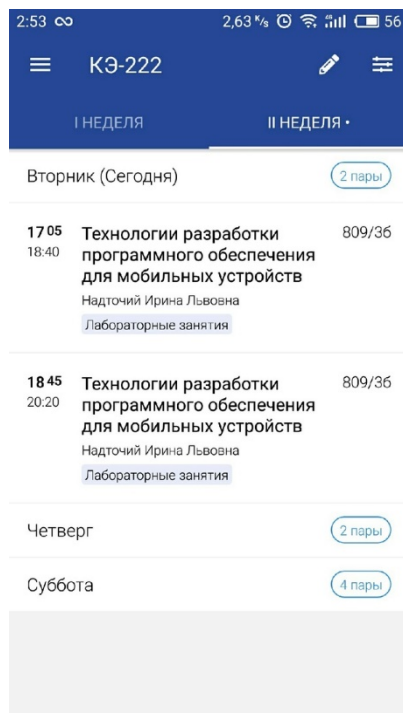 2:53 2,63 К/s 56
КЭ-222
I НЕДЕЛЯ II НЕДЕЛЯ •
Вторник (Сегодня) 2 пары
17 05 Технологии разработки 809/3б
18:40 программного обеспечения
для мобильных устройств
Надточий Ирина Львовна
Лабораторные занятия
18 45 Технологии разработки 809/3б
20:20 программного обеспечения
для мобильных устройств
Надточий Ирина Львовна
Лабораторные занятия
Четверг 2 пары
Суббота 4 пары